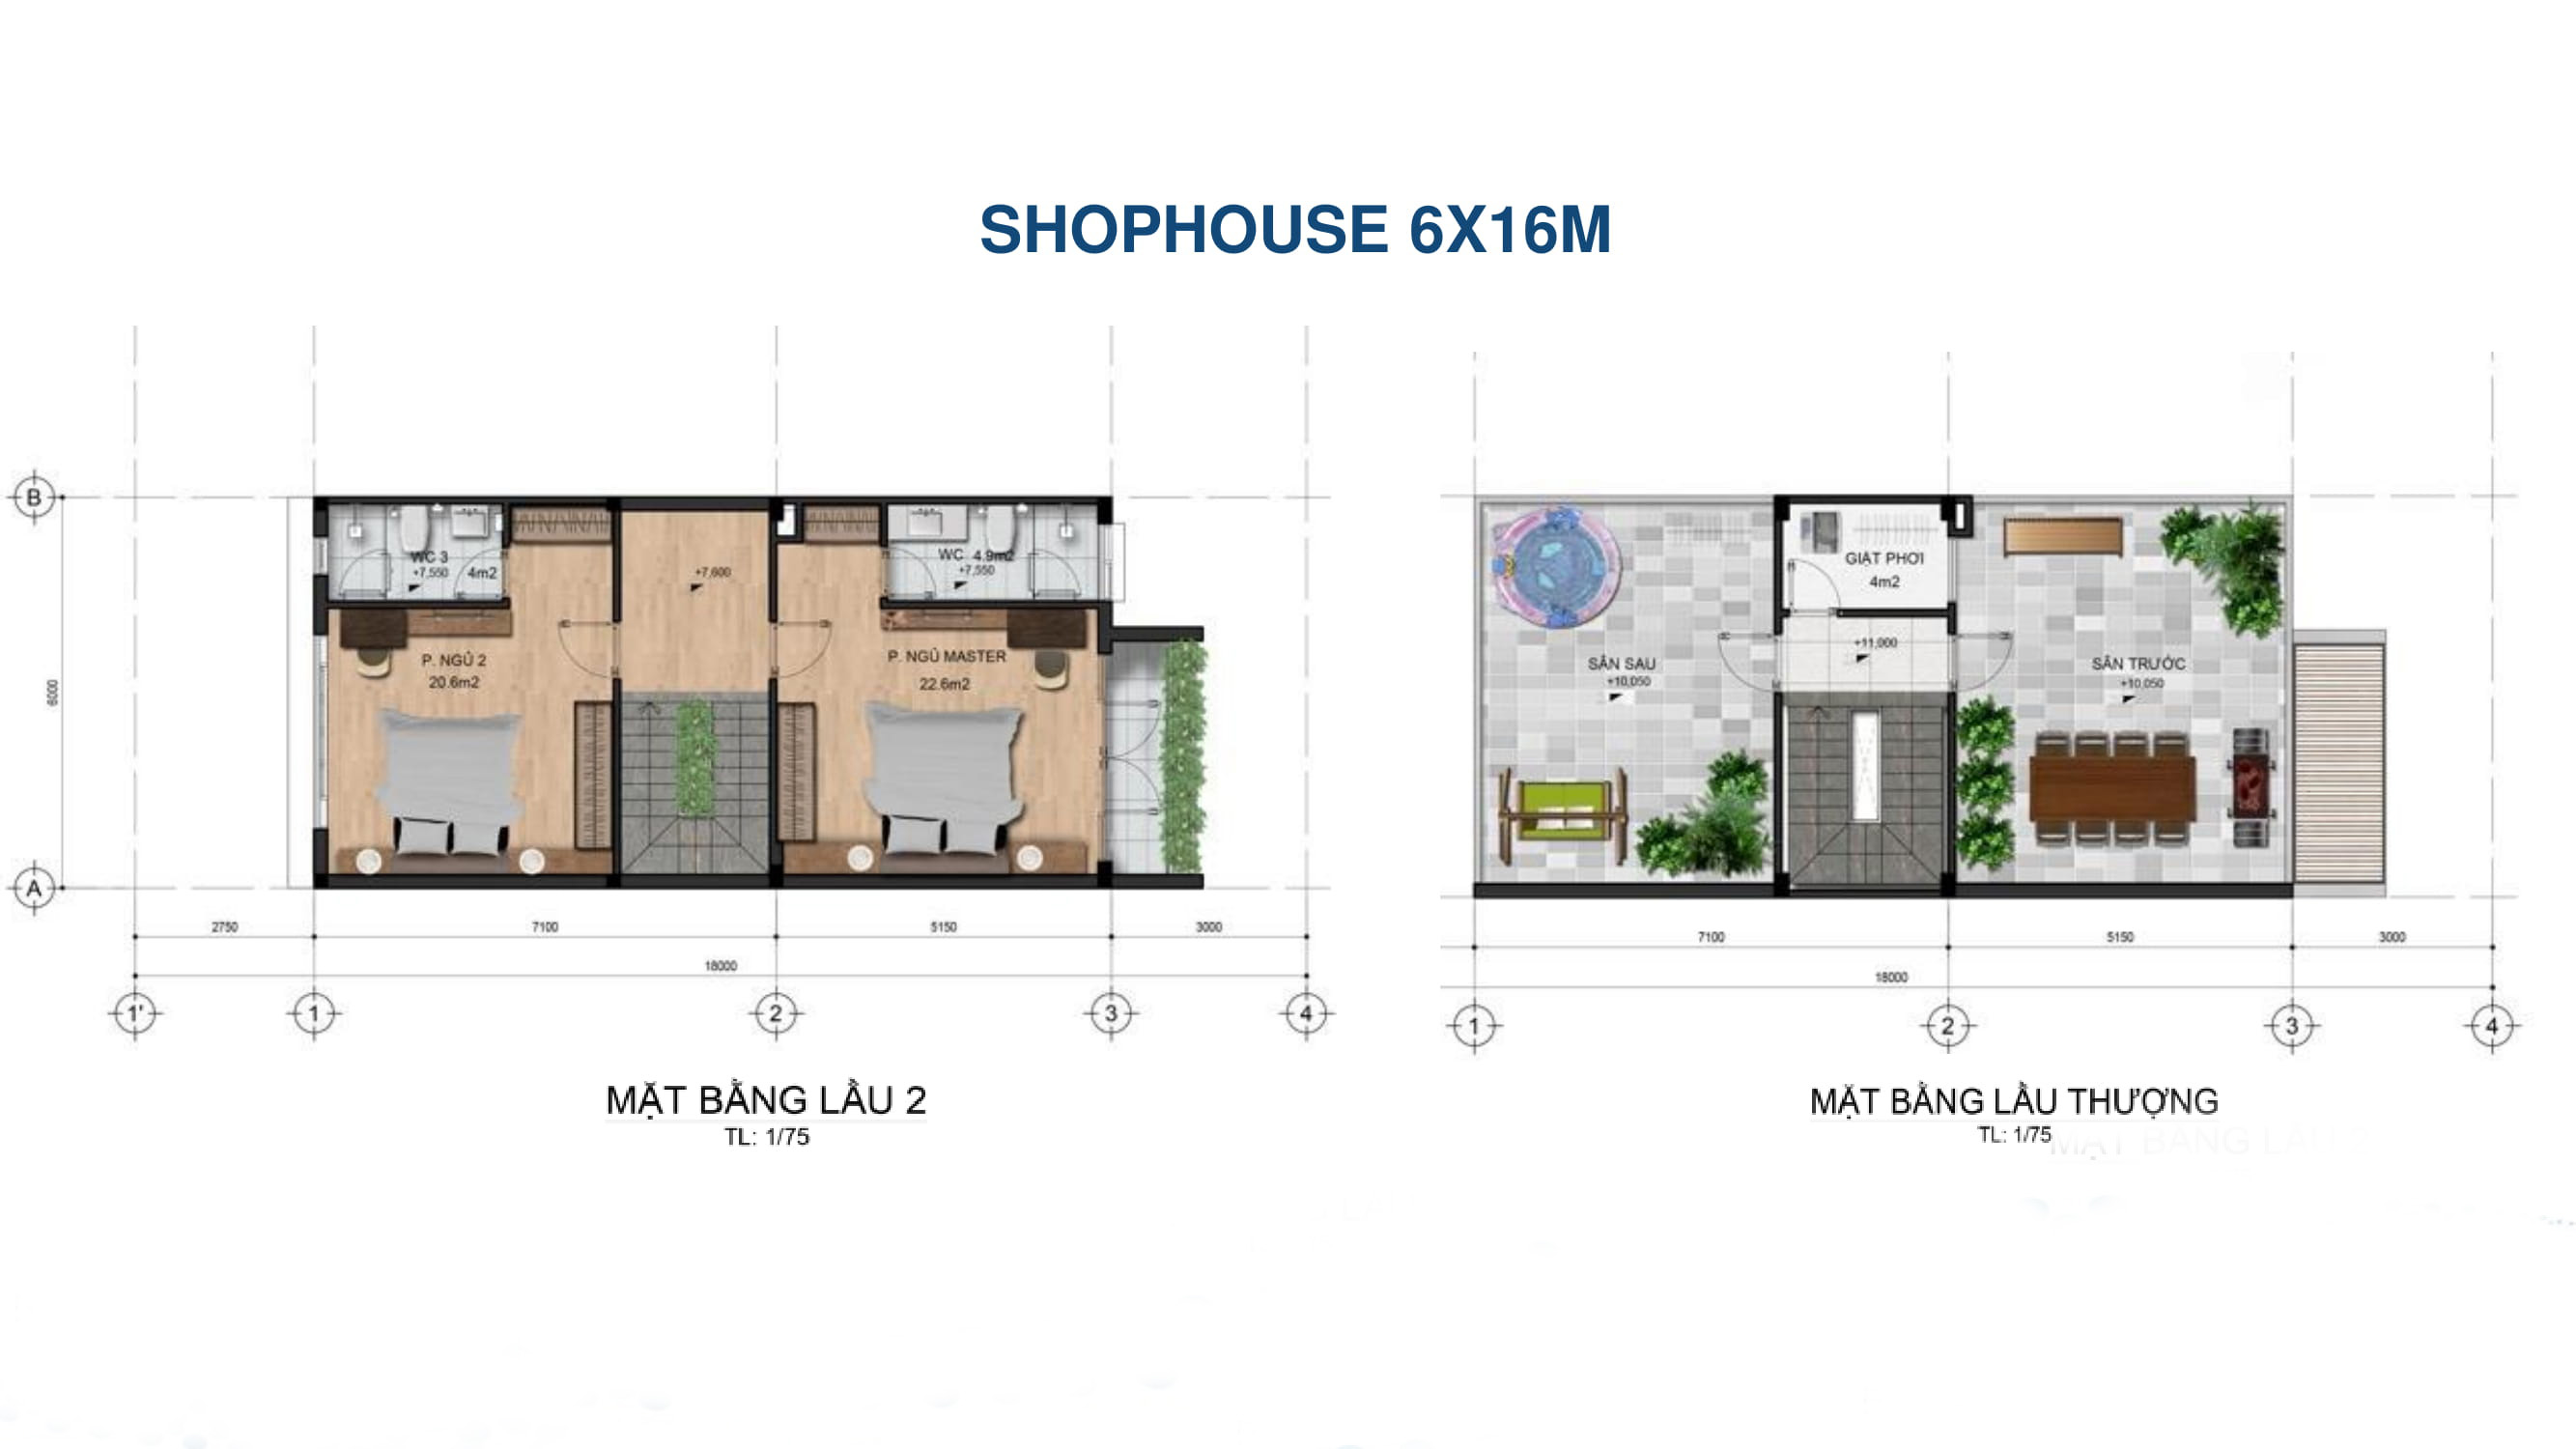 SHOPHOUSE 6X16M
B
WC 3
+7,550
4m2
+7,600
WC 4.9m2
+7,550
P. NGỦ 2
20.6m2
P. NGỦ MASTER
22.6m2
6000
A
2750
7100
5150
3000
18000
1'
1
2
3
4
MẶT BẰNG LẦU 2
TL: 1/75
GIẶT PHƠI
4m2
+11,000
SÂN SAU
+10,050
SÂN TRƯỚC
+10,050
7100
5150
3000
18000
1
2
3
4
MẶT BẰNG LẦU THƯỢNG
TL: 1/75